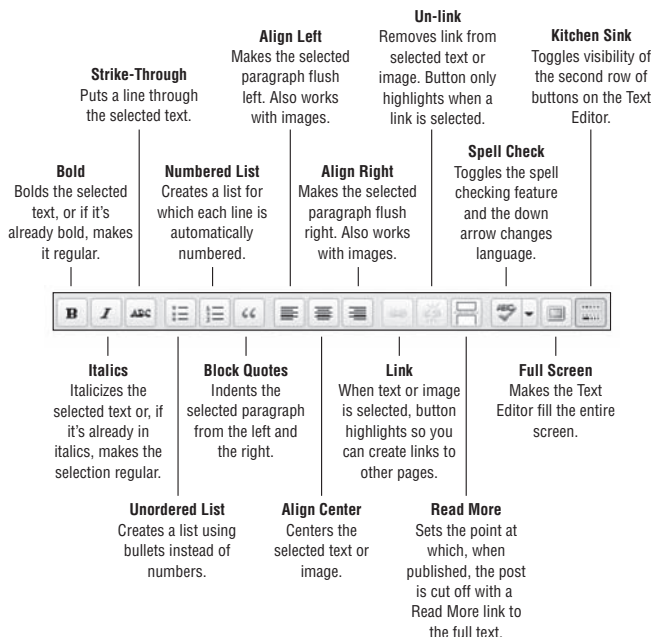 Un-link
Removes link from
selected text or
image. Button only
highlights when a
link is selected.
Align Left
Makes the selected
paragraph flush
left. Also works
with images.
Kitchen Sink
Toggles visibility of
the second row of
buttons on the Text
Editor.
Strike-Through
Puts a line through
the selected text.
Bold
Bolds the selected
text, or if it's
already bold, makes
it regular.
Numbered List
Creates a list for
which each line is
automatically
numbered.
Align Right
Makes the selected
paragraph flush
right. Also works
with images.
Spell Check
Toggles the spell
checking feature
and the down
arrow changes
language.
B I ABC ABC
Italics
Italicizes the
selected text or, if
it's already in
italics, makes the
selection regular.
Block Quotes
Indents the
selected paragraph
from the left and
the right.
Link
When text or image
is selected, button
highlights so you
can create links to
other pages.
Full Screen
Makes the Text
Editor fill the entire
screen.
Unordered List
Creates a list using
bullets instead of
numbers.
Align Center
Centers the
selected text or
image.
Read More
Sets the point at
which, when
published, the post
is cut off with a
Read More link to
the full text.